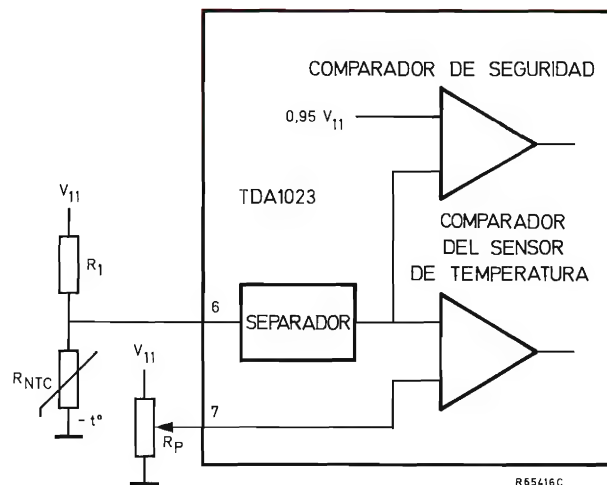 COMPARADOR DE SEGURIDAD
0,95 V11
TDA1023
V11
COMPARADOR
DEL SENSOR
DE TEMPERATURA
R1
6
SEPARADOR
RNTC
V11
-t°
7
RP
R65416C